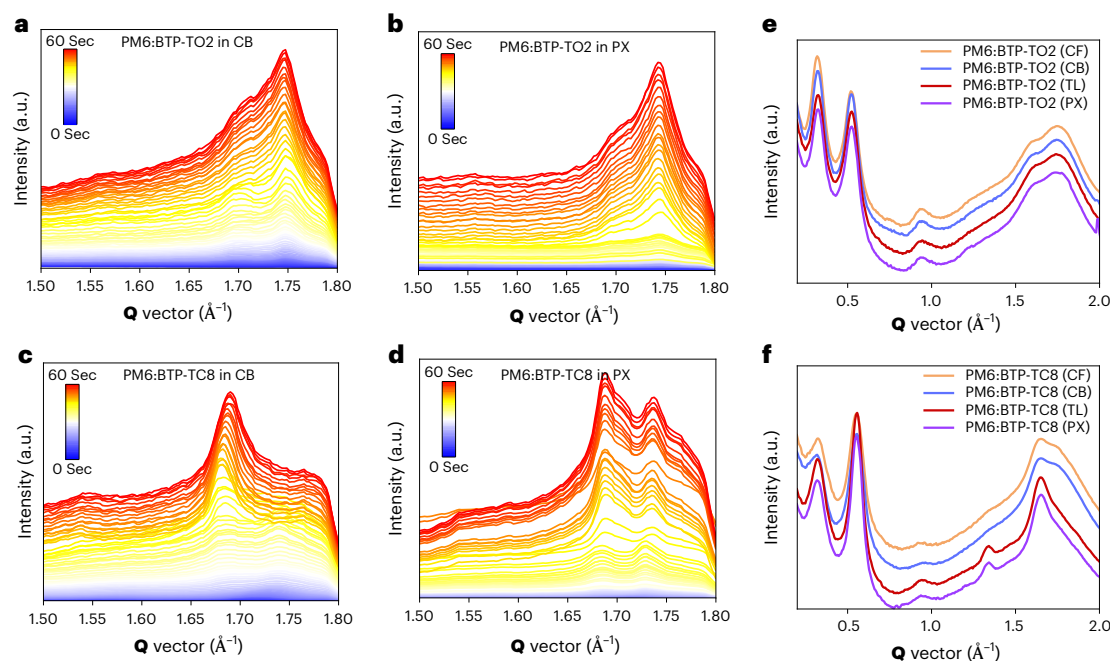 a
60 Sec
PM6:BTP-TO2 in CB
0 Sec
Intensity (a.u.)
1.50 1.55 1.60 1.65 1.70 1.75 1.80
Q vector (Å⁻¹)
b
60 Sec
PM6:BTP-TO2 in PX
0 Sec
Intensity (a.u.)
1.50 1.55 1.60 1.65 1.70 1.75 1.80
Q vector (Å⁻¹)
e
PM6:BTP-TO2 (CF)
PM6:BTP-TO2 (CB)
PM6:BTP-TO2 (TL)
PM6:BTP-TO2 (PX)
Intensity (a.u.)
0.5 1.0 1.5 2.0
Q vector (Å⁻¹)
c
60 Sec
PM6:BTP-TC8 in CB
0 Sec
Intensity (a.u.)
1.50 1.55 1.60 1.65 1.70 1.75 1.80
Q vector (Å⁻¹)
d
60 Sec
PM6:BTP-TC8 in PX
0 Sec
Intensity (a.u.)
1.50 1.55 1.60 1.65 1.70 1.75 1.80
Q vector (Å⁻¹)
f
PM6:BTP-TC8 (CF)
PM6:BTP-TC8 (CB)
PM6:BTP-TC8 (TL)
PM6:BTP-TC8 (PX)
Intensity (a.u.)
0.5 1.0 1.5 2.0
Q vector (Å⁻¹)